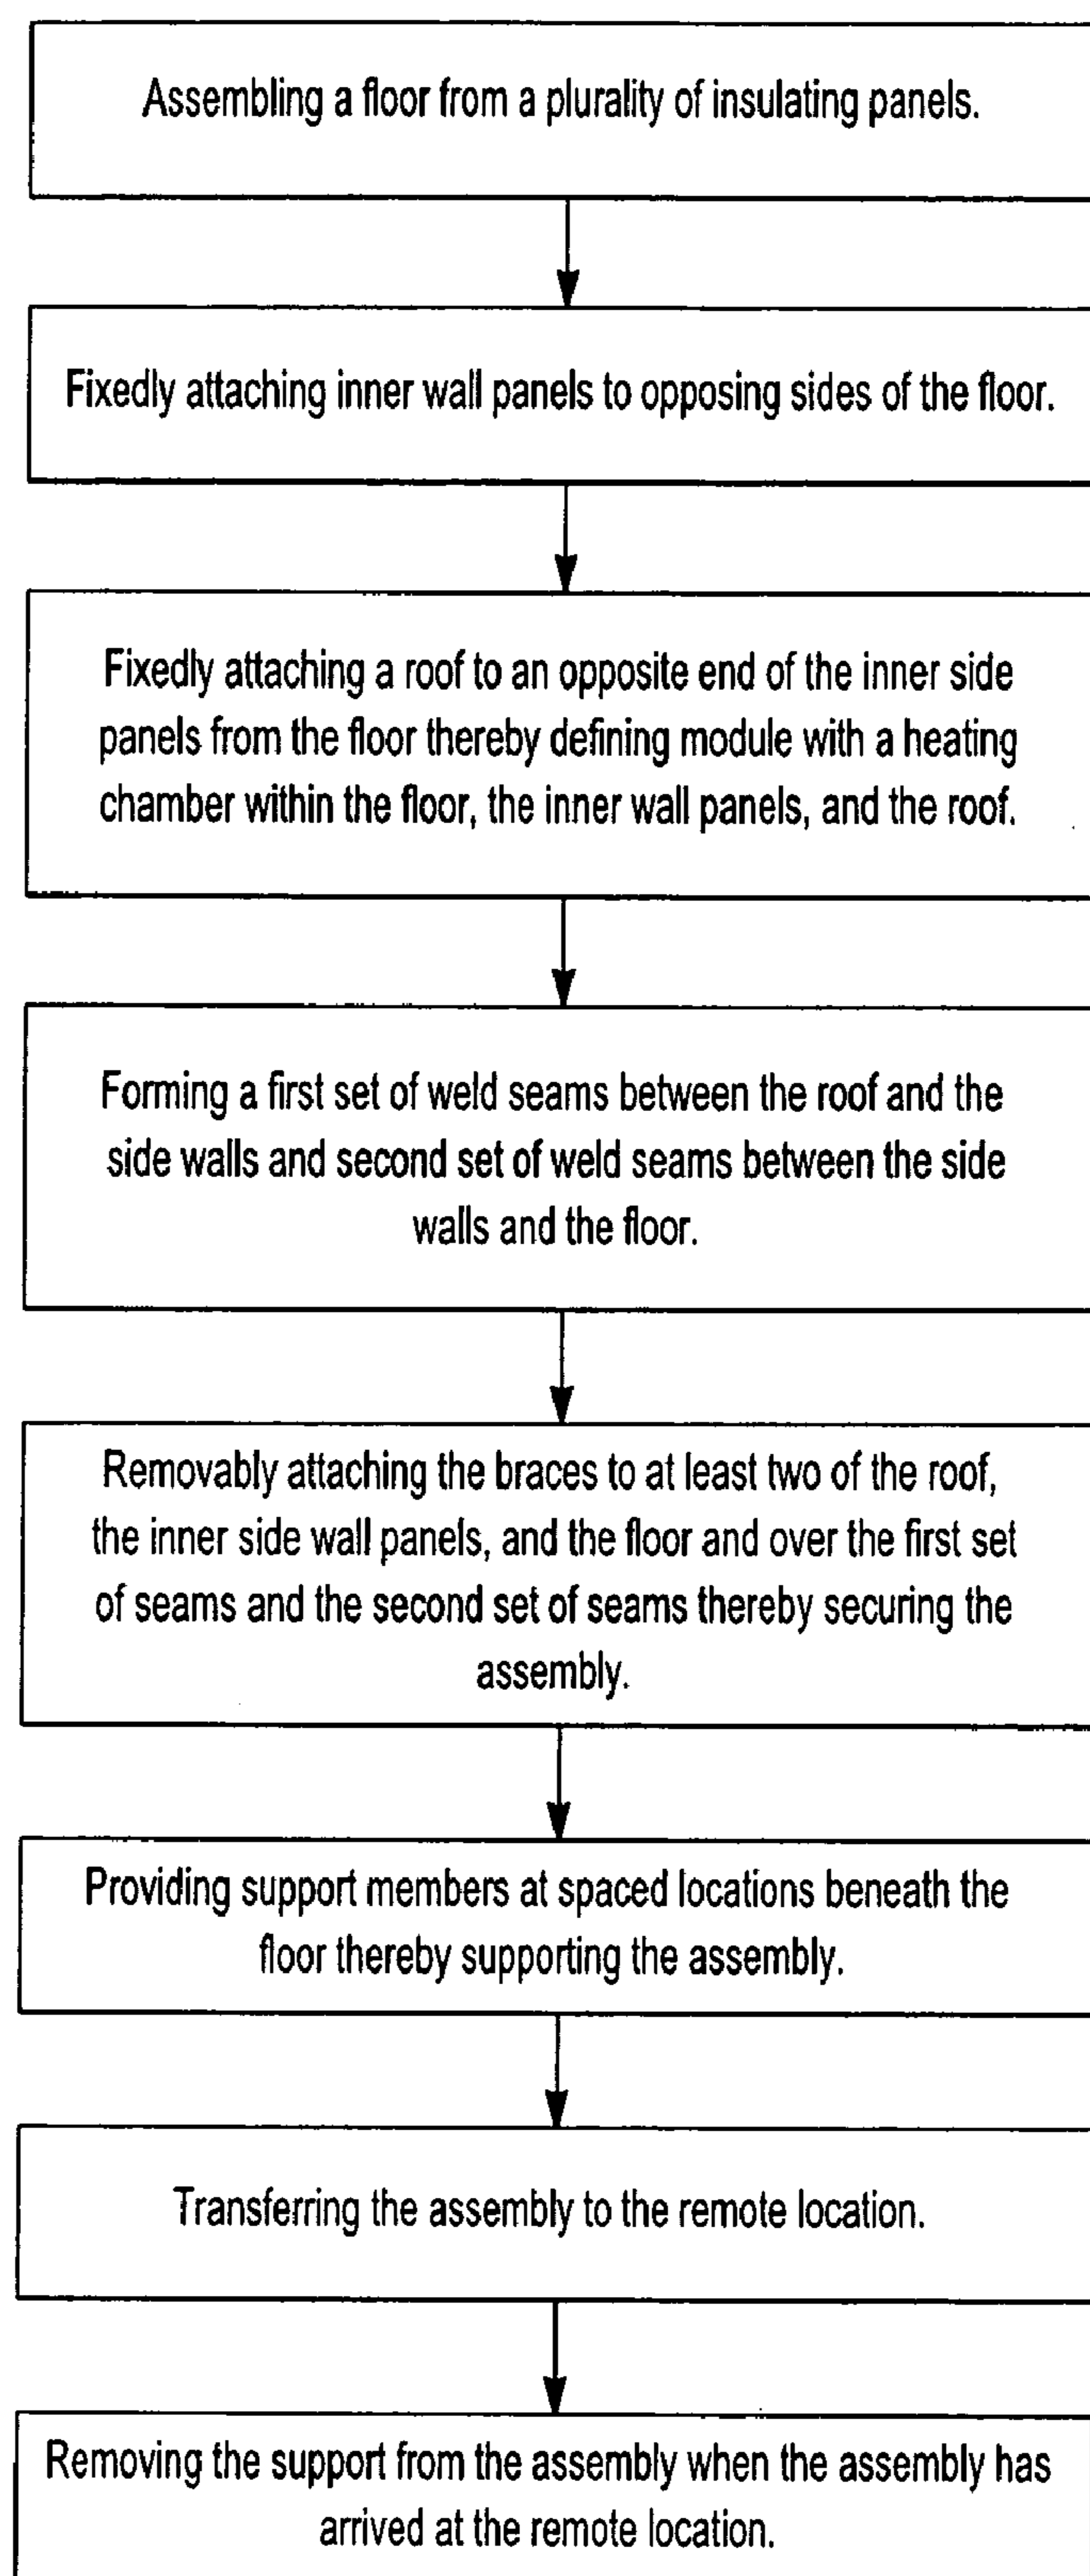 Assembling a floor from a plurality of insulating panels.
Fixedly attaching inner wall panels to opposing sides of the floor.
Fixedly attaching a roof to an opposite end of the inner side
panels from the floor thereby defining module with a heating
chamber within the floor, the inner wall panels, and the roof.
Forming a first set of weld seams between the roof and the
side walls and second set of weld seams between the side
walls and the floor.
Removably attaching the braces to at least two of the roof,
the inner side wall panels, and the floor and over the first set
of seams and the second set of seams thereby securing the
assembly.
Providing support members at spaced locations beneath the
floor thereby supporting the assembly.
Transferring the assembly to the remote location.
Removing the support from the assembly when the assembly has
arrived at the remote location.